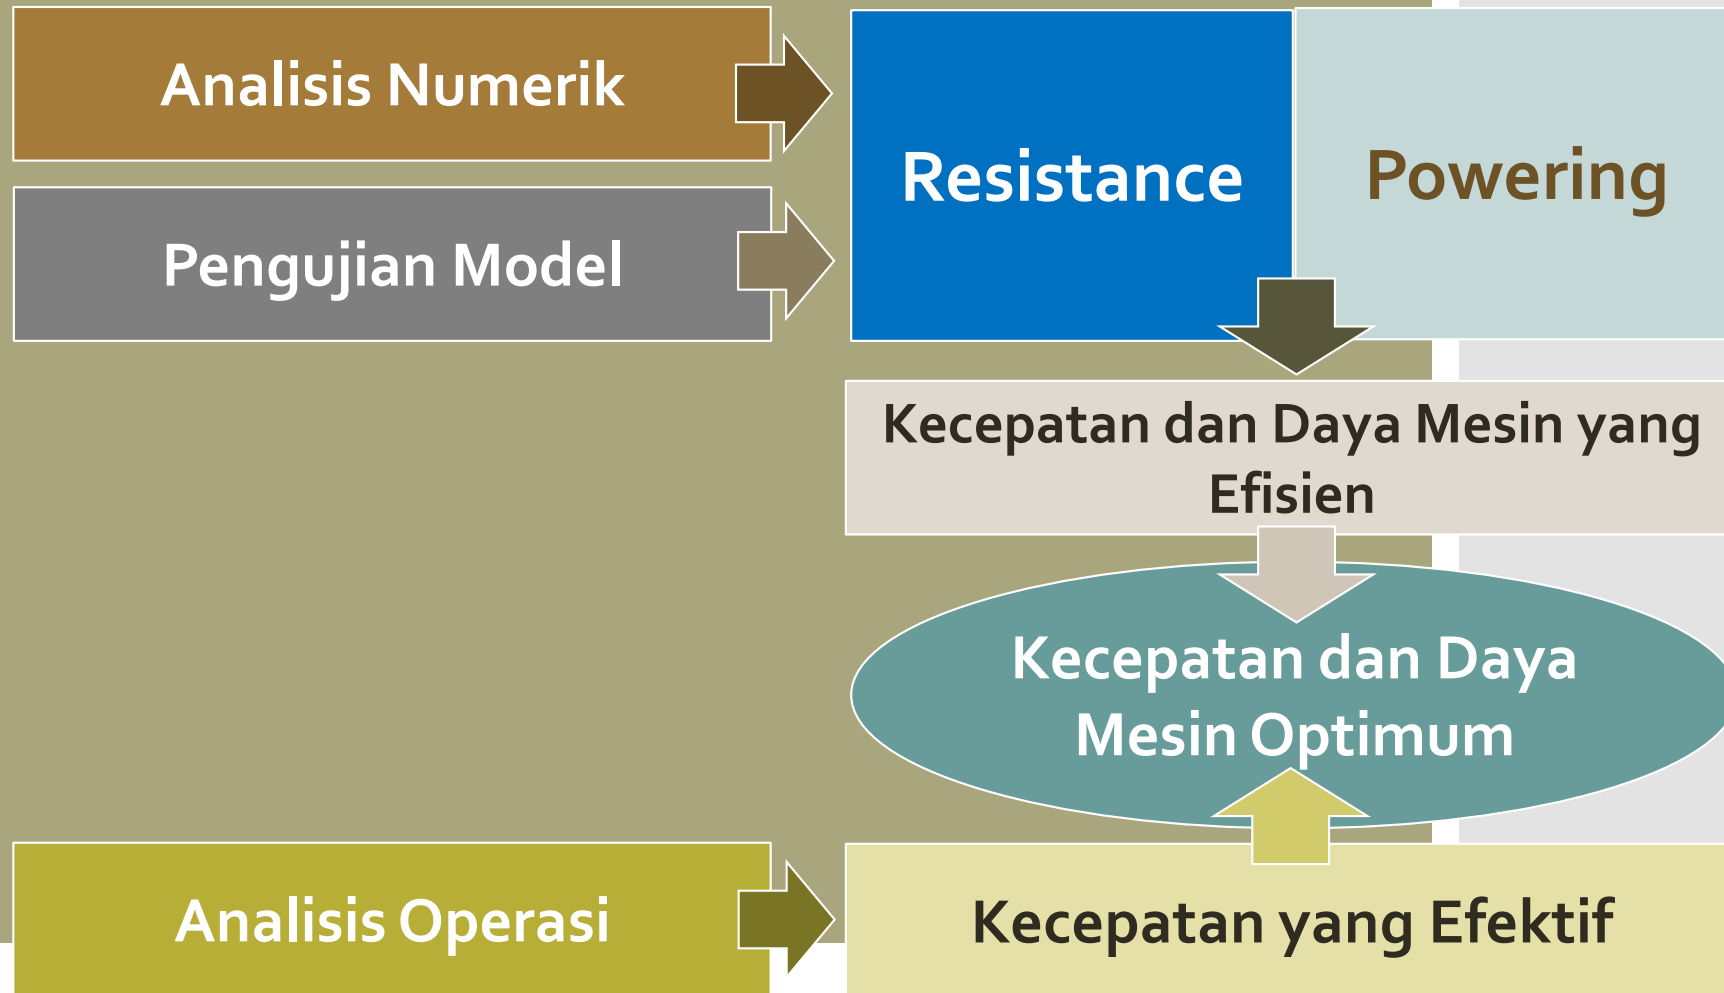 Analisis Numerik
Resistance
Powering
Pengujian Model
Kecepatan dan Daya Mesin yang
Efisien
Kecepatan dan Daya
Mesin Optimum
Analisis Operasi
Kecepatan yang Efektif